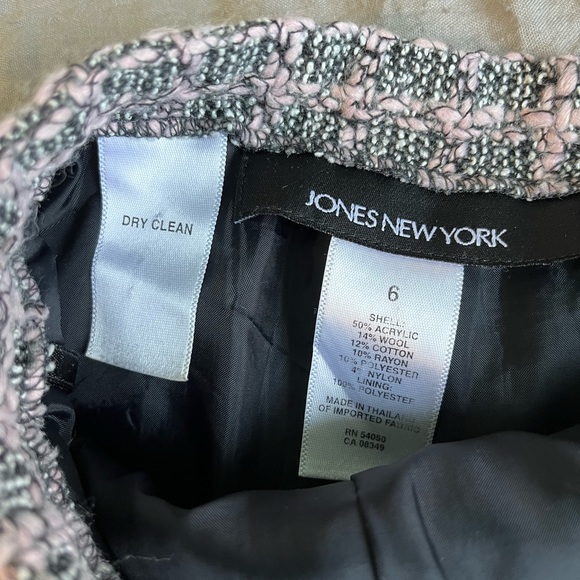 DRY CLEAN
JONES NEW YORK
6
SHELL:
50% ACRYLIC
14% WOOL
12% COTTON
10% RAYON
10% POLYESTER
4% NYLON
LINING:
100% POLYESTER
MADE IN THAILAND
OF IMPORTED FABRIC
RN 54050
CA 08349